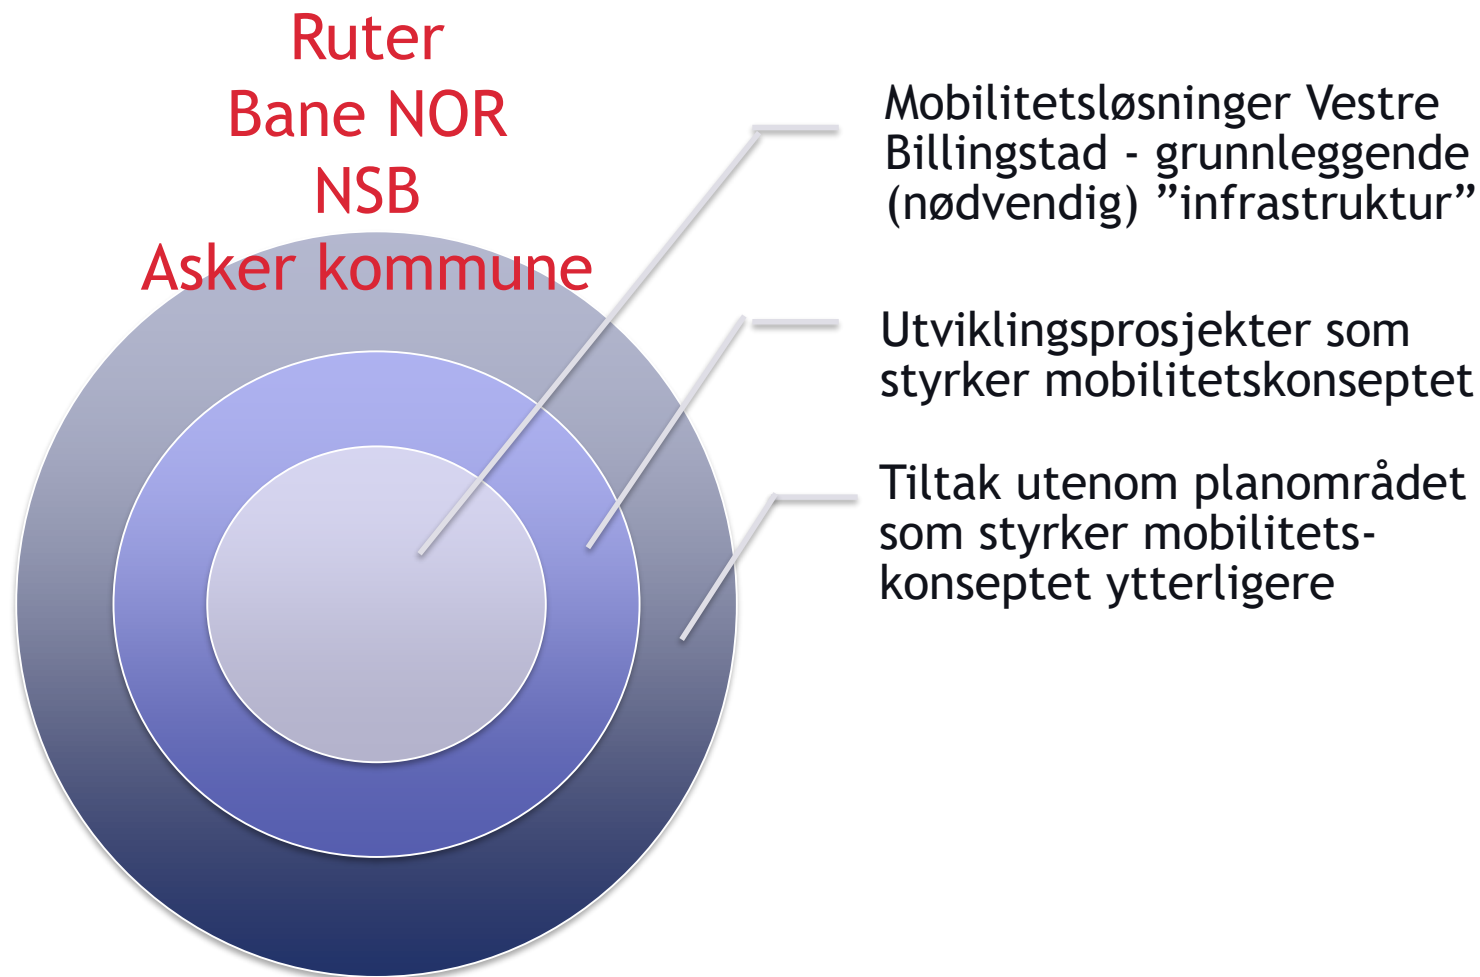 Ruter
Bane NOR
NSB
Asker kommune
Mobilitetsløsninger Vestre
Billingstad - grunnleggende
(nødvendig) ”infrastruktur”
Utviklingsprosjekter som
styrker mobilitetskonseptet
Tiltak utenom planområdet
som styrker mobilitets-
konseptet ytterligere